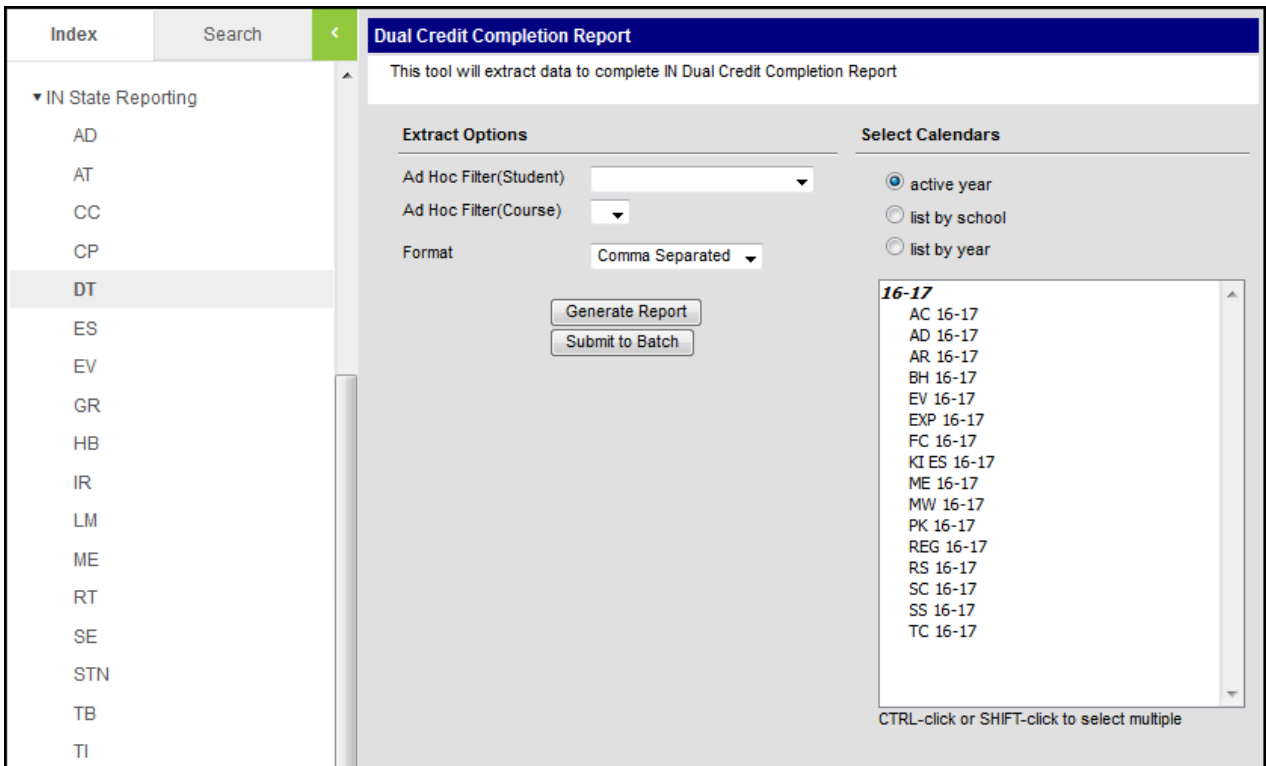 Index
Search
IN State Reporting
AD
AT
CC
CP
DT
ES
EV
GR
HB
IR
LM
ME
RT
SE
STN
TB
TI
Dual Credit Completion Report
This tool will extract data to complete IN Dual Credit Completion Report
Extract Options
Ad Hoc Filter(Student)
Ad Hoc Filter(Course)
Format
Comma Separated
Generate Report
Submit to Batch
Select Calendars
active year
list by school
list by year
16-17
AC 16-17
AD 16-17
AR 16-17
BH 16-17
EV 16-17
EXP 16-17
FC 16-17
KI ES 16-17
ME 16-17
MW 16-17
PK 16-17
REG 16-17
RS 16-17
SC 16-17
SS 16-17
TC 16-17
CTRL-click or SHIFT-click to select multiple